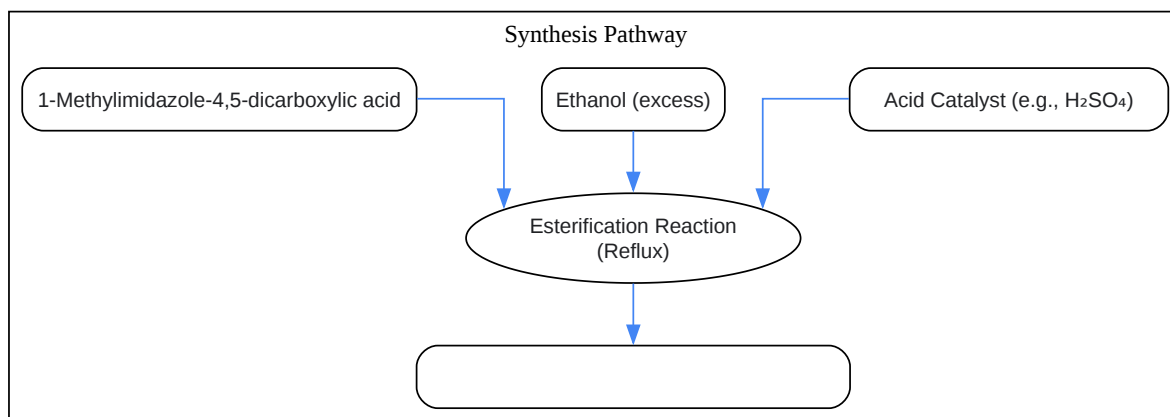 Synthesis Pathway
1-Methylimidazole-4,5-dicarboxylic acid
Ethanol (excess)
Acid Catalyst (e.g., H₂SO₄)
Esterification Reaction
(Reflux)